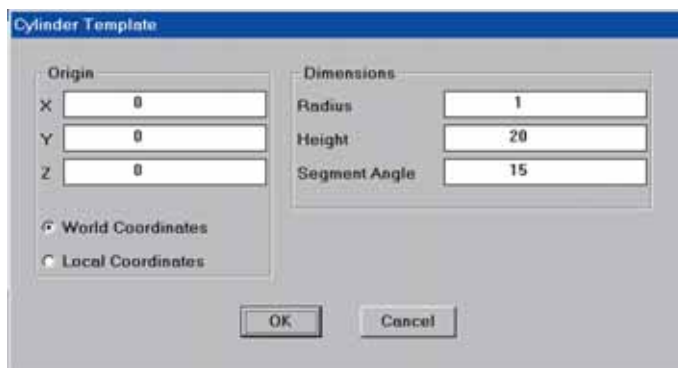 Cylinder Template
Origin
X 0
Y 0
Z 0
World Coordinates
Local Coordinates
Dimensions
Radius 1
Height 20
Segment Angle 15
OK Cancel